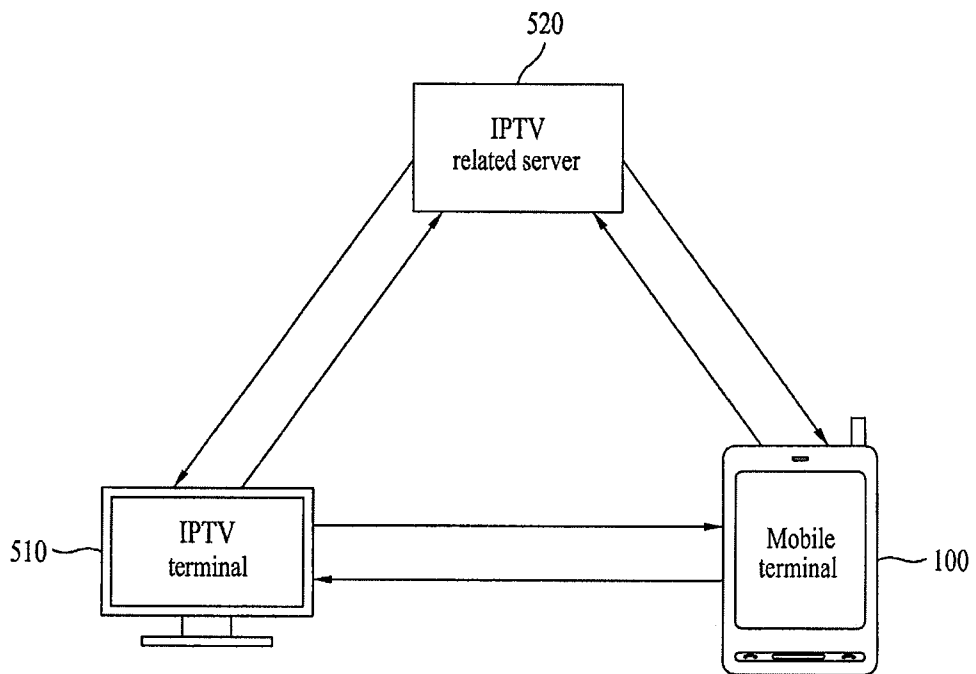 520
IPTV
related server
510
IPTV
terminal
Mobile
terminal
100